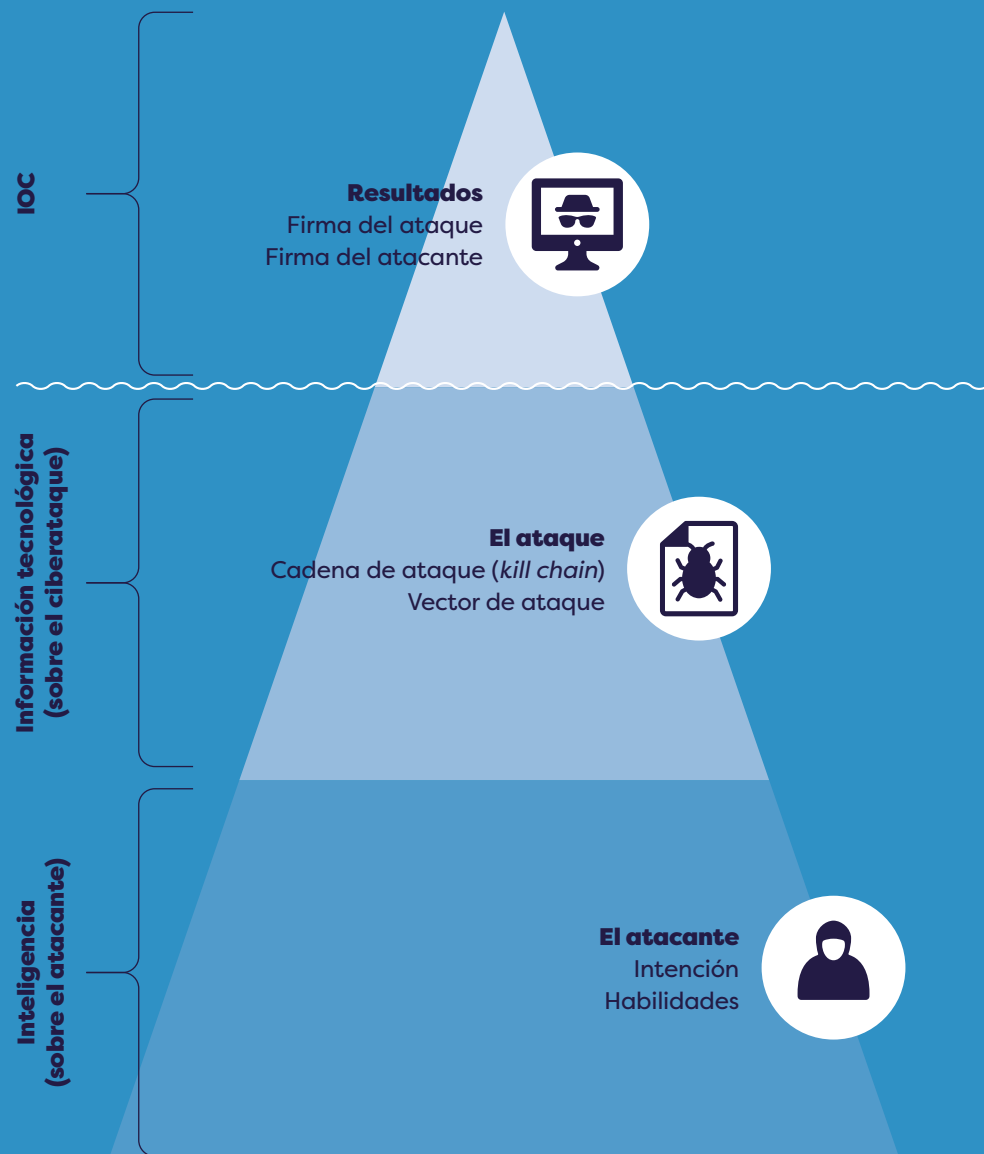 IOC
Resultados
Firma del ataque
Firma del atacante
Información tecnológica
(sobre el ciberataque)
El ataque
Cadena de ataque (kill chain)
Vector de ataque
Inteligencia
(sobre el atacante)
El atacante
Intención
Habilidades